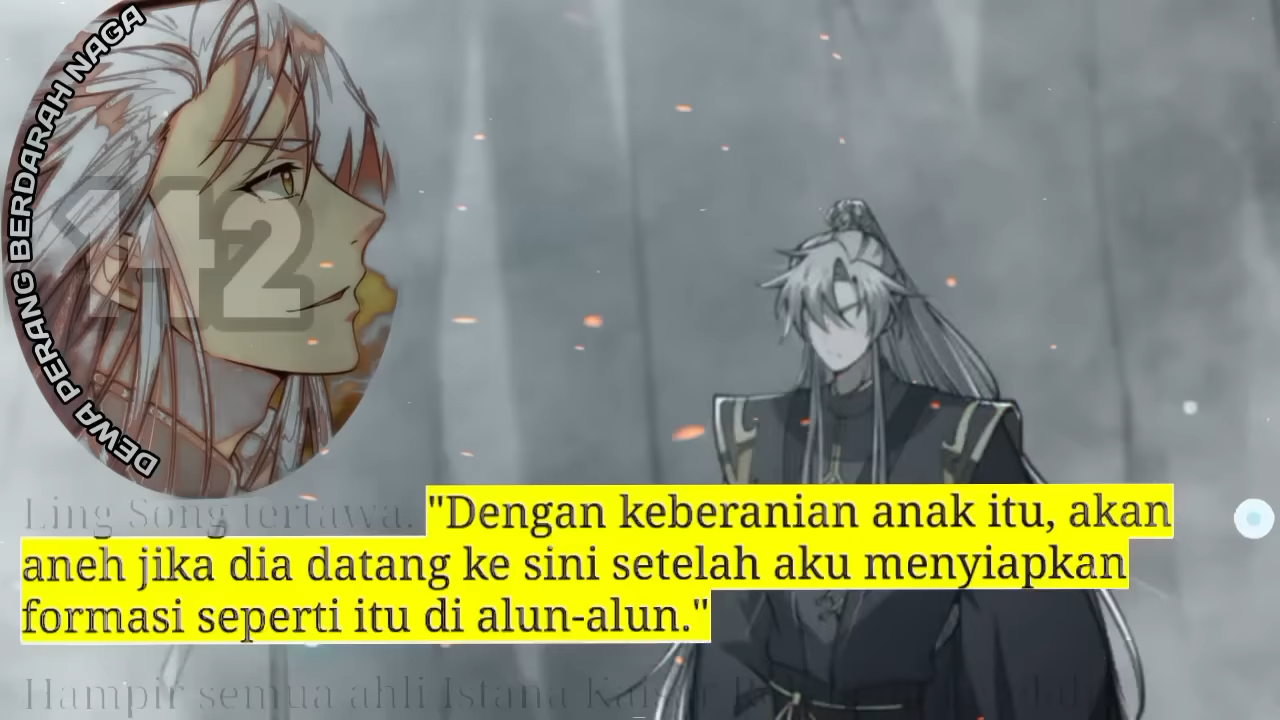 DEWA PERANG BERDARAH NAGA
42
Ling Song tertawa. "Dengan keberanian anak itu, akan
aneh jika dia datang ke sini setelah aku menyiapkan
formasi seperti itu di alun-alun."
Hampir semua ahli Istana